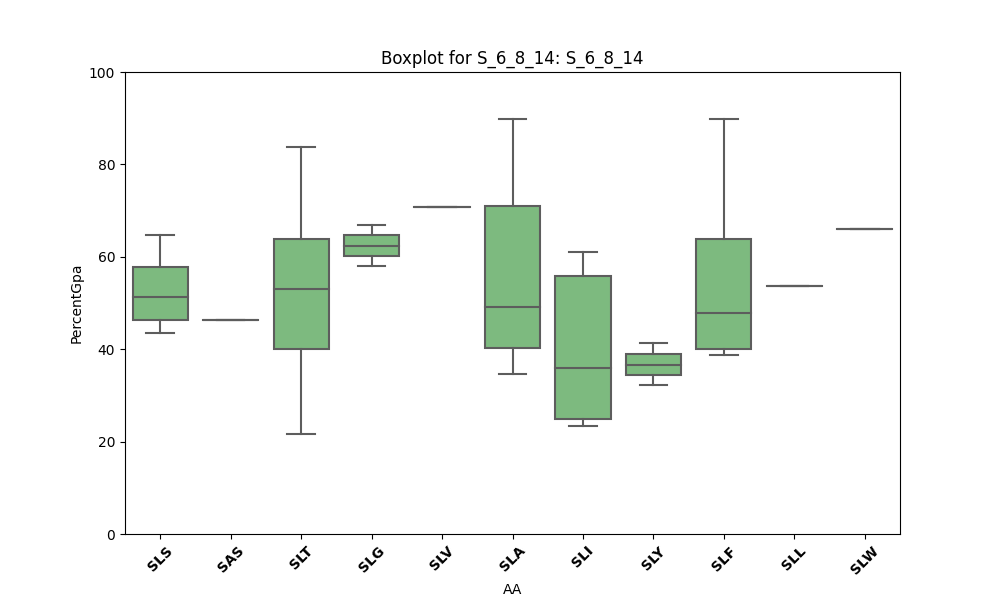 Boxplot for S_6_8_14: S_6_8_14
PercentGpa
100
80
60
40
20
0
SLS SAS SLT SLG SLV SLA SLI SLY SLF SLL SLW
AA